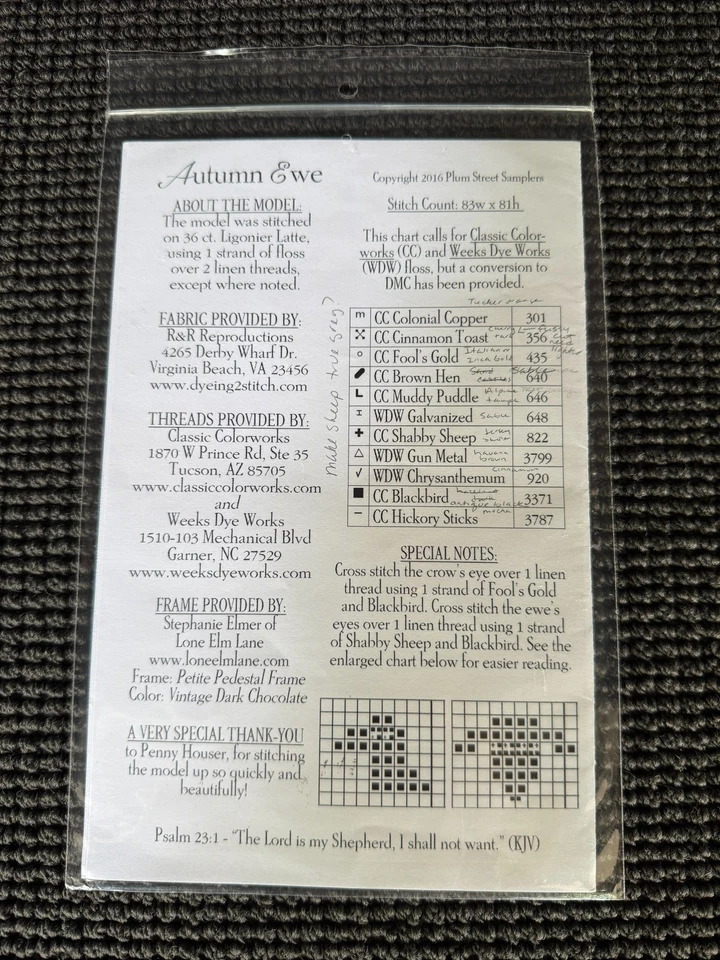 Autumn Ewe
Copyright 2016 Plum Street Samplers
ABOUT THE MODEL:
The model was stitched
on 36 ct. Ligonier Latte,
using 1 strand of floss
over 2 linen threads,
except where noted.
FABRIC PROVIDED BY:
R&R Reproductions
4265 Derby Wharf Dr.
Virginia Beach, VA 23456
www.dyeing2stitch.com
THREADS PROVIDED BY:
Classic Colorworks
1870 W Prince Rd, Ste 35
Tucson, AZ 85705
www.classiccolorworks.com
and
Weeks Dye Works
1510-103 Mechanical Blvd
Garner, NC 27529
www.weeksdyeworks.com
FRAME PROVIDED BY:
Stephanie Elmer of
Lone Elm Lane
www.loneelmlane.com
Frame: Petite Pedestal Frame
Color: Vintage Dark Chocolate
A VERY SPECIAL THANK-YOU
to Penny Houser, for stitching
the model up so quickly and
beautifully!
Stitch Count: 83w x 81h
This chart calls for Classic Color-
works (CC) and Weeks Dye Works
(WDW) floss, but a conversion to
DMC has been provided.
make sheep true grey?
m CC Colonial Copper 301
CC Cinnamon Toast 356
CC Fool's Gold 435
CC Brown Hen Sable 640
CC Muddy Puddle 646
WDW Galvanized Sable 648
CC Shabby Sheep 822
WDW Gun Metal havana brown 3799
WDW Chrysanthemum cinnamon 920
CC Blackbird antique black 3371
CC Hickory Sticks mocha 3787
SPECIAL NOTES:
Cross stitch the crow's eye over 1 linen
thread using 1 strand of Fool's Gold
and Blackbird. Cross stitch the ewe's
eyes over 1 linen thread using 1 strand
of Shabby Sheep and Blackbird. See the
enlarged chart below for easier reading.
Psalm 23:1 - "The Lord is my Shepherd, I shall not want." (KJV)